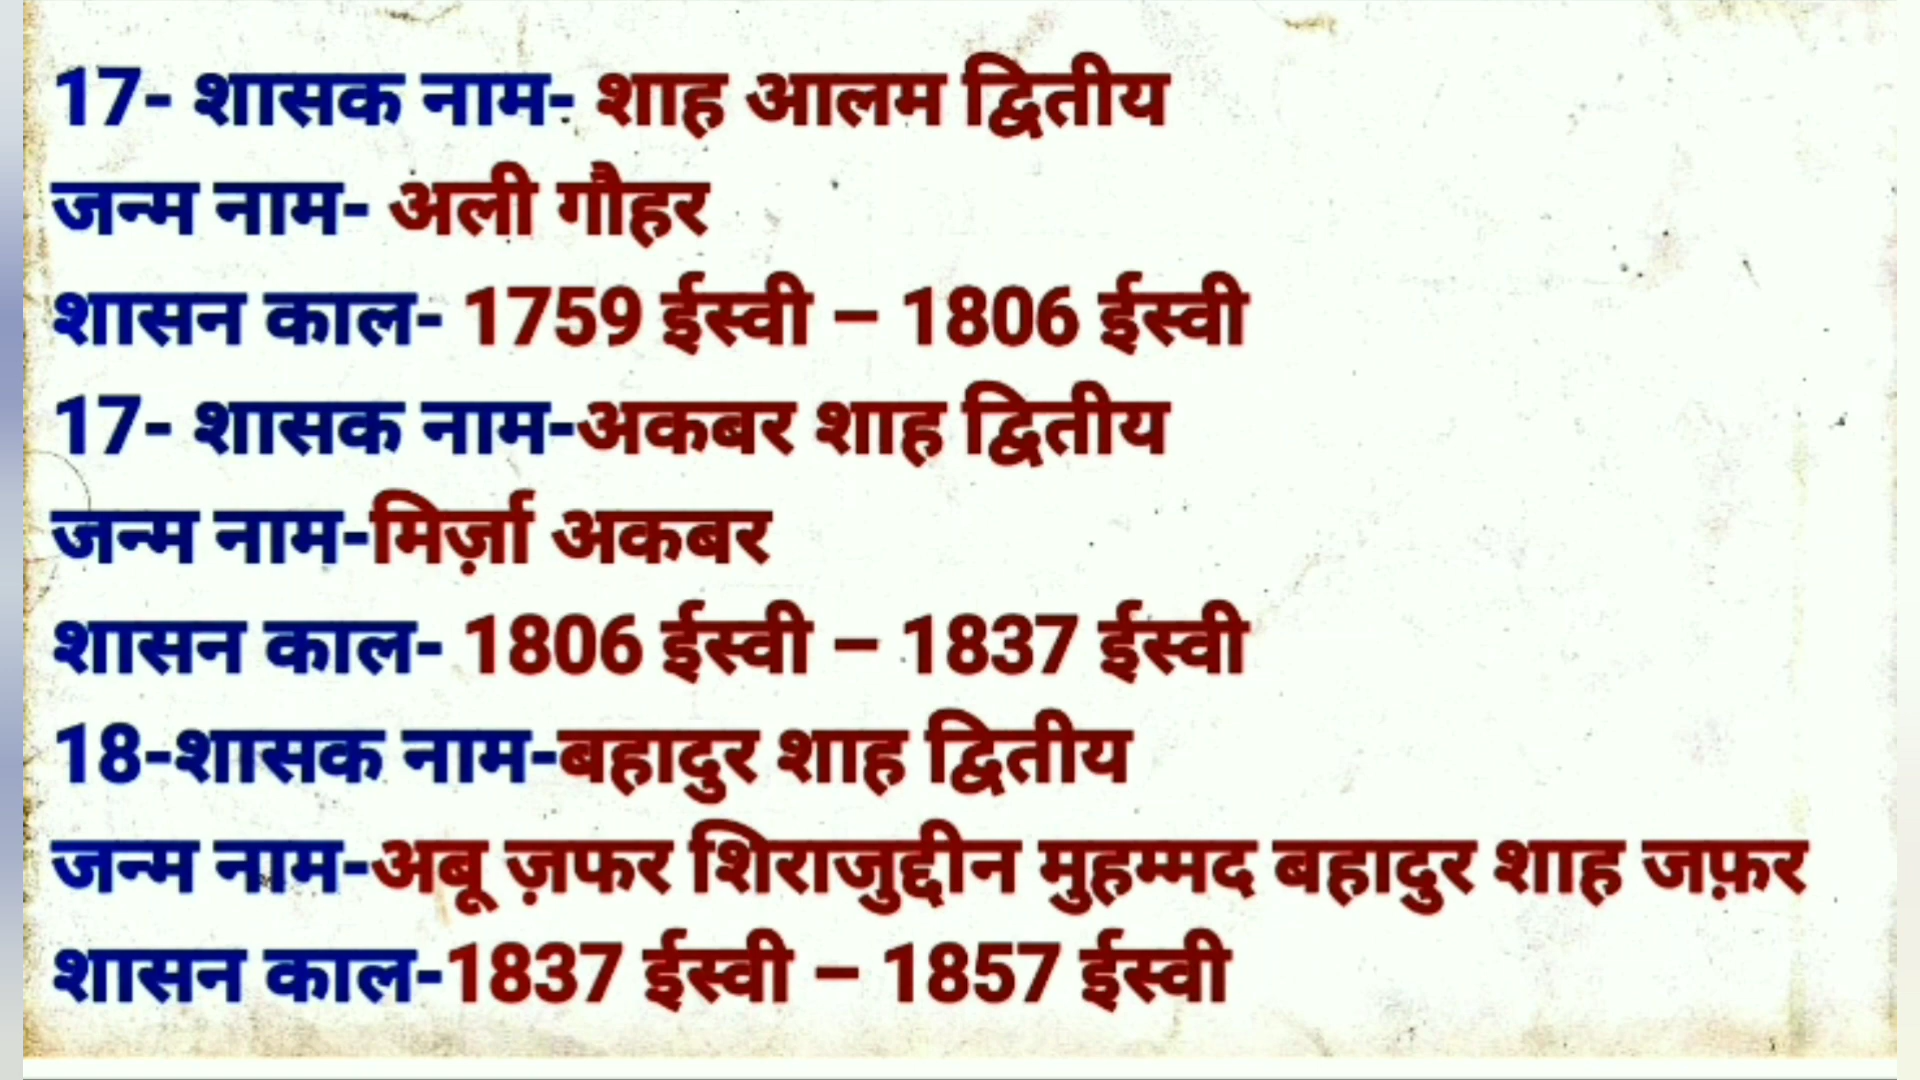 17- शासक नाम- शाह आलम द्वितीय
जन्म नाम- अली गौहर
शासन काल- 1759 ईस्वी – 1806 ईस्वी
17- शासक नाम-अकबर शाह द्वितीय
जन्म नाम-मिर्ज़ा अकबर
शासन काल- 1806 ईस्वी – 1837 ईस्वी
18-शासक नाम-बहादुर शाह द्वितीय
जन्म नाम-अबू ज़फर शिराजुद्दीन मुहम्मद बहादुर शाह जफ़र
शासन काल-1837 ईस्वी – 1857 ईस्वी